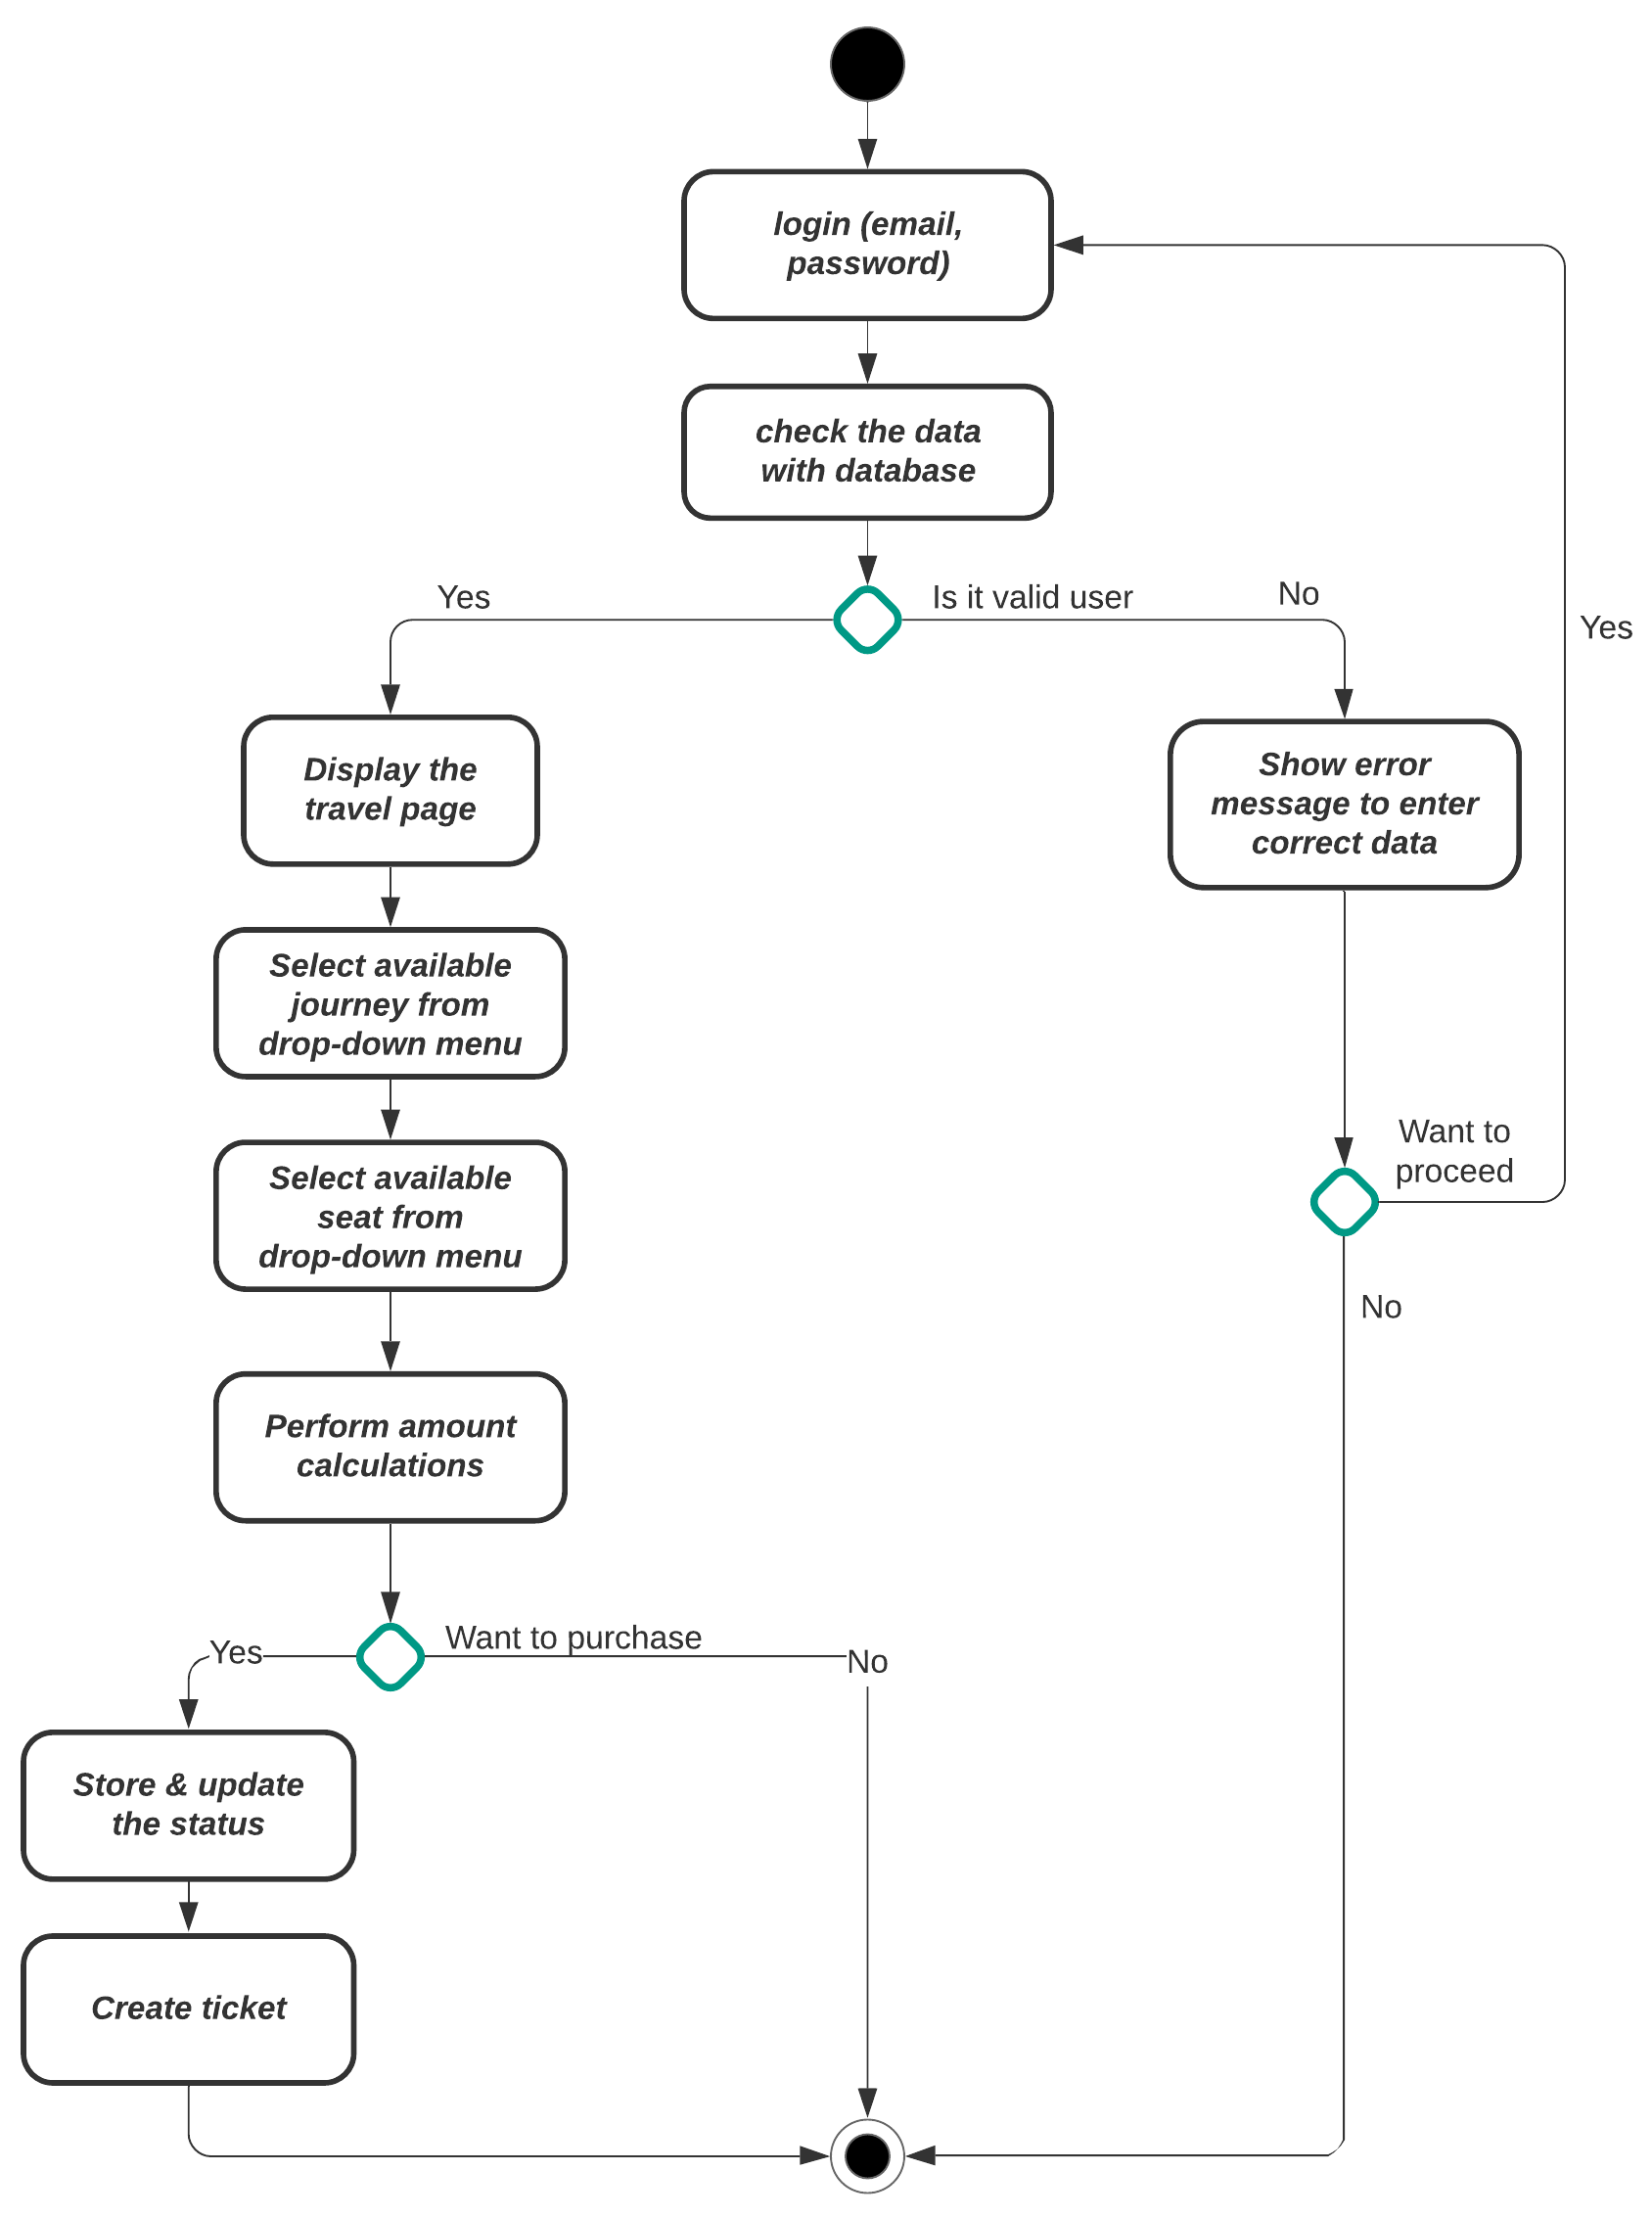 login (email,
password)
check the data
with database
Yes
Is it valid user
No
Yes
Display the
travel page
Show error
message to enter
correct data
Select available
journey from
drop-down menu
Want to
proceed
Select available
seat from
drop-down menu
No
Perform amount
calculations
Yes
Want to purchase
No
Store & update
the status
Create ticket